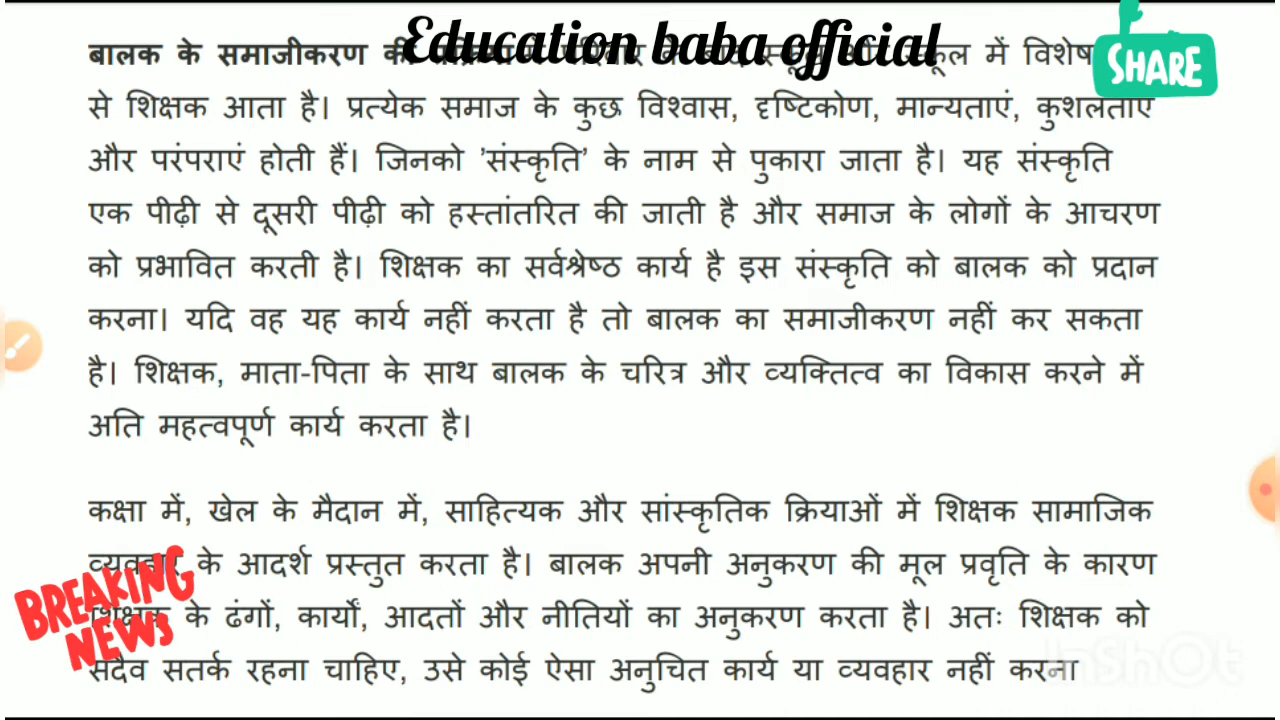 Education baba official
SHARE
बालक के समाजीकरण की में विशेष
से शिक्षक आता है। प्रत्येक समाज के कुछ विश्वास, दृष्टिकोण, मान्यताएं, कुशलताएं
और परंपराएं होती हैं। जिनको 'संस्कृति' के नाम से पुकारा जाता है। यह संस्कृति
एक पीढ़ी से दूसरी पीढ़ी को हस्तांतरित की जाती है और समाज के लोगों के आचरण
को प्रभावित करती है। शिक्षक का सर्वश्रेष्ठ कार्य है इस संस्कृति को बालक को प्रदान
करना। यदि वह यह कार्य नहीं करता है तो बालक का समाजीकरण नहीं कर सकता
है। शिक्षक, माता-पिता के साथ बालक के चरित्र और व्यक्तित्व का विकास करने में
अति महत्वपूर्ण कार्य करता है।
कक्षा में, खेल के मैदान में, साहित्यक और सांस्कृतिक क्रियाओं में शिक्षक सामाजिक
व्यवहार के आदर्श प्रस्तुत करता है। बालक अपनी अनुकरण की मूल प्रवृति के कारण
शिक्षक के ढंगों, कार्यों, आदतों और नीतियों का अनुकरण करता है। अतः शिक्षक को
सदैव सतर्क रहना चाहिए, उसे कोई ऐसा अनुचित कार्य या व्यवहार नहीं करना
BREAKING
NEWS
InShOt